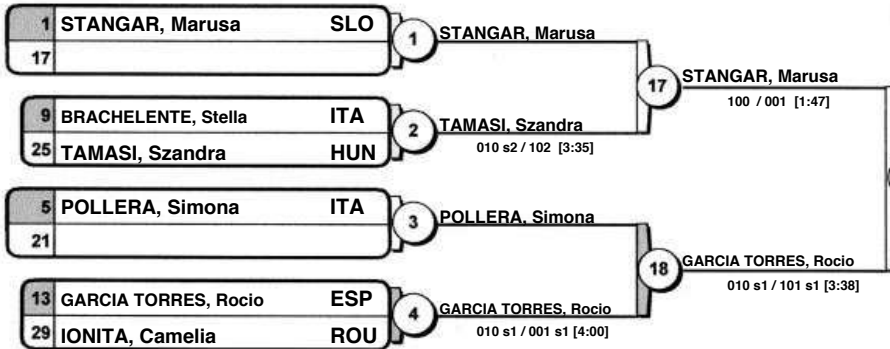 1 STANGAR, Marusa SLO
17
1
STANGAR, Marusa
9 BRACHELENTE, Stella ITA
25 TAMASI, Szandra HUN
2
TAMASI, Szandra
010 s2 / 102 [3:35]
17
STANGAR, Marusa
100 / 001 [1:47]
5 POLLERA, Simona ITA
21
3
POLLERA, Simona
13 GARCIA TORRES, Rocio ESP
29 IONITA, Camelia ROU
4
GARCIA TORRES, Rocio
010 s1 / 001 s1 [4:00]
18
GARCIA TORRES, Rocio
010 s1 / 101 s1 [3:38]